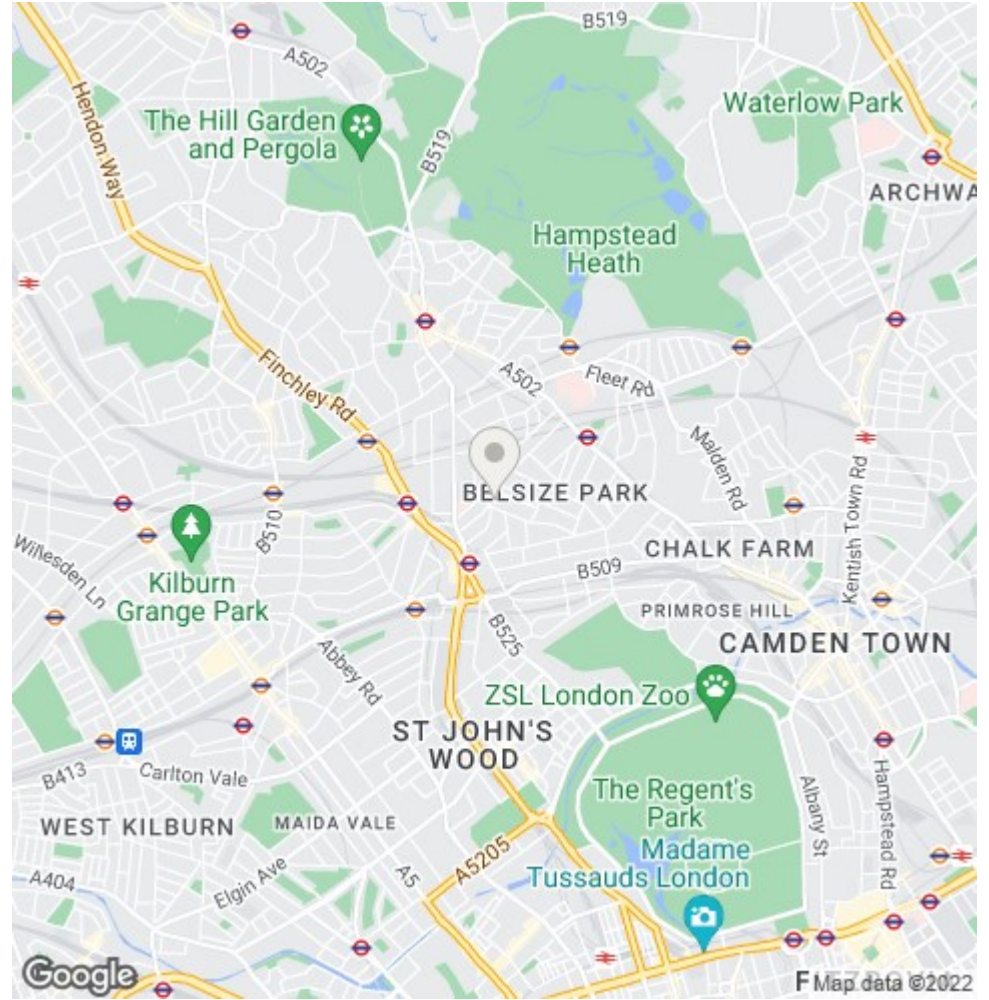 B519
A502
Hendon Way
The Hill Garden
and Pergola
B519
Waterlow Park
ARCHWA
Hampstead
Heath
Finchley Rd
A502
Fleet Rd
Malden Rd
Kentish Town Rd
BELSIZE PARK
B510
Willesden Ln
Kilburn
Grange Park
CHALK FARM
B509
PRIMROSE HILL
B525
CAMDEN TOWN
Abbey Rd
ZSL London Zoo
ST JOHN'S
WOOD
B413
Carlton Vale
The Regent's
Park
Albany St
Hampstead Rd
WEST KILBURN
MAIDA VALE
A5205
Madame
Tussauds London
A404
Elgin Ave
A5
Google
F
Map data ©2022